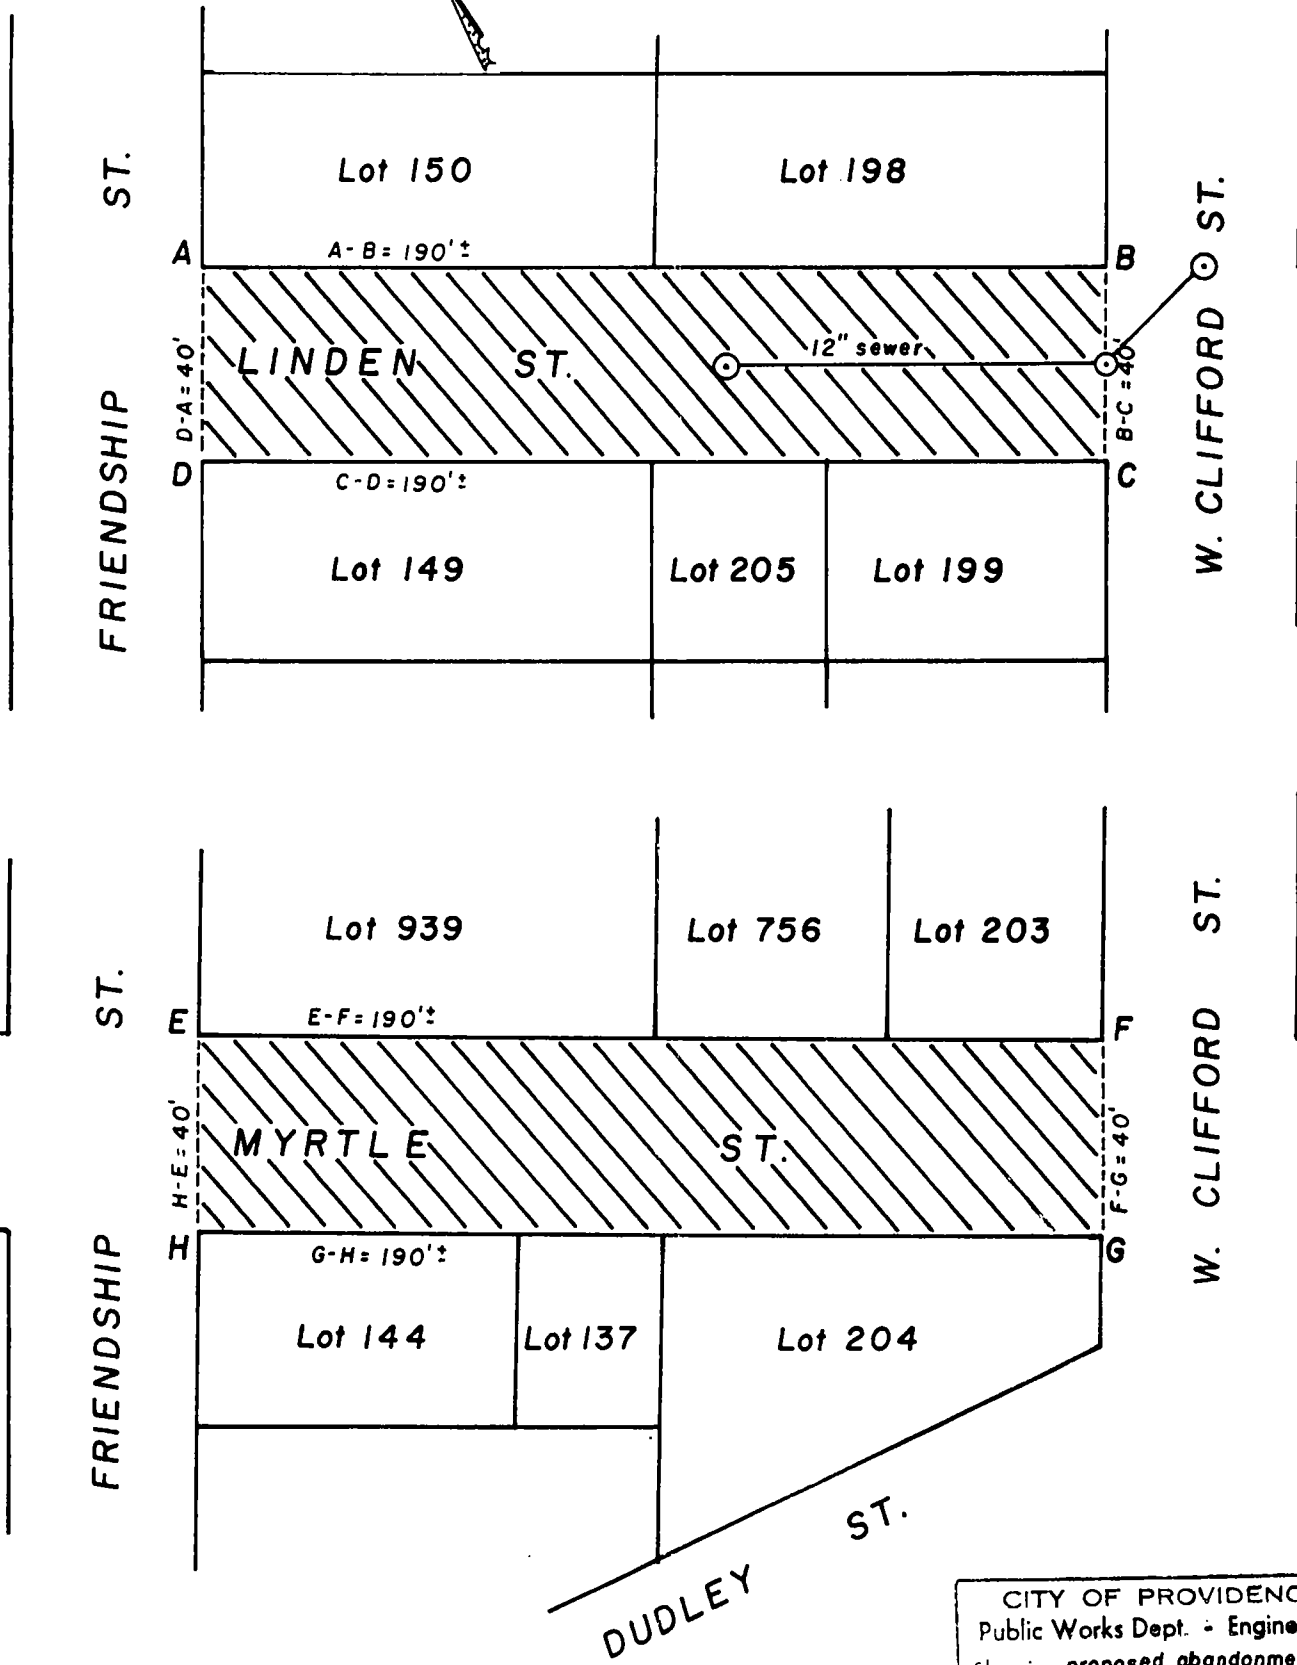 Lot 150
Lot 198
A
A-B = 190'±
B
FRIENDSHIP ST.
D-A = 40'
LINDEN ST.
12" sewer
B-C = 40'
W. CLIFFORD ST.
D
C-D = 190'±
C
Lot 149
Lot 205
Lot 199
Lot 939
Lot 756
Lot 203
E
E-F = 190'±
F
FRIENDSHIP ST.
H-E = 40'
MYRTLE ST.
F-G = 40'
W. CLIFFORD ST.
H
G-H = 190'±
G
Lot 144
Lot 137
Lot 204
DUDLEY ST.
CITY OF PROVIDENC
Public Works Dept. - Engine
proposed abandonme